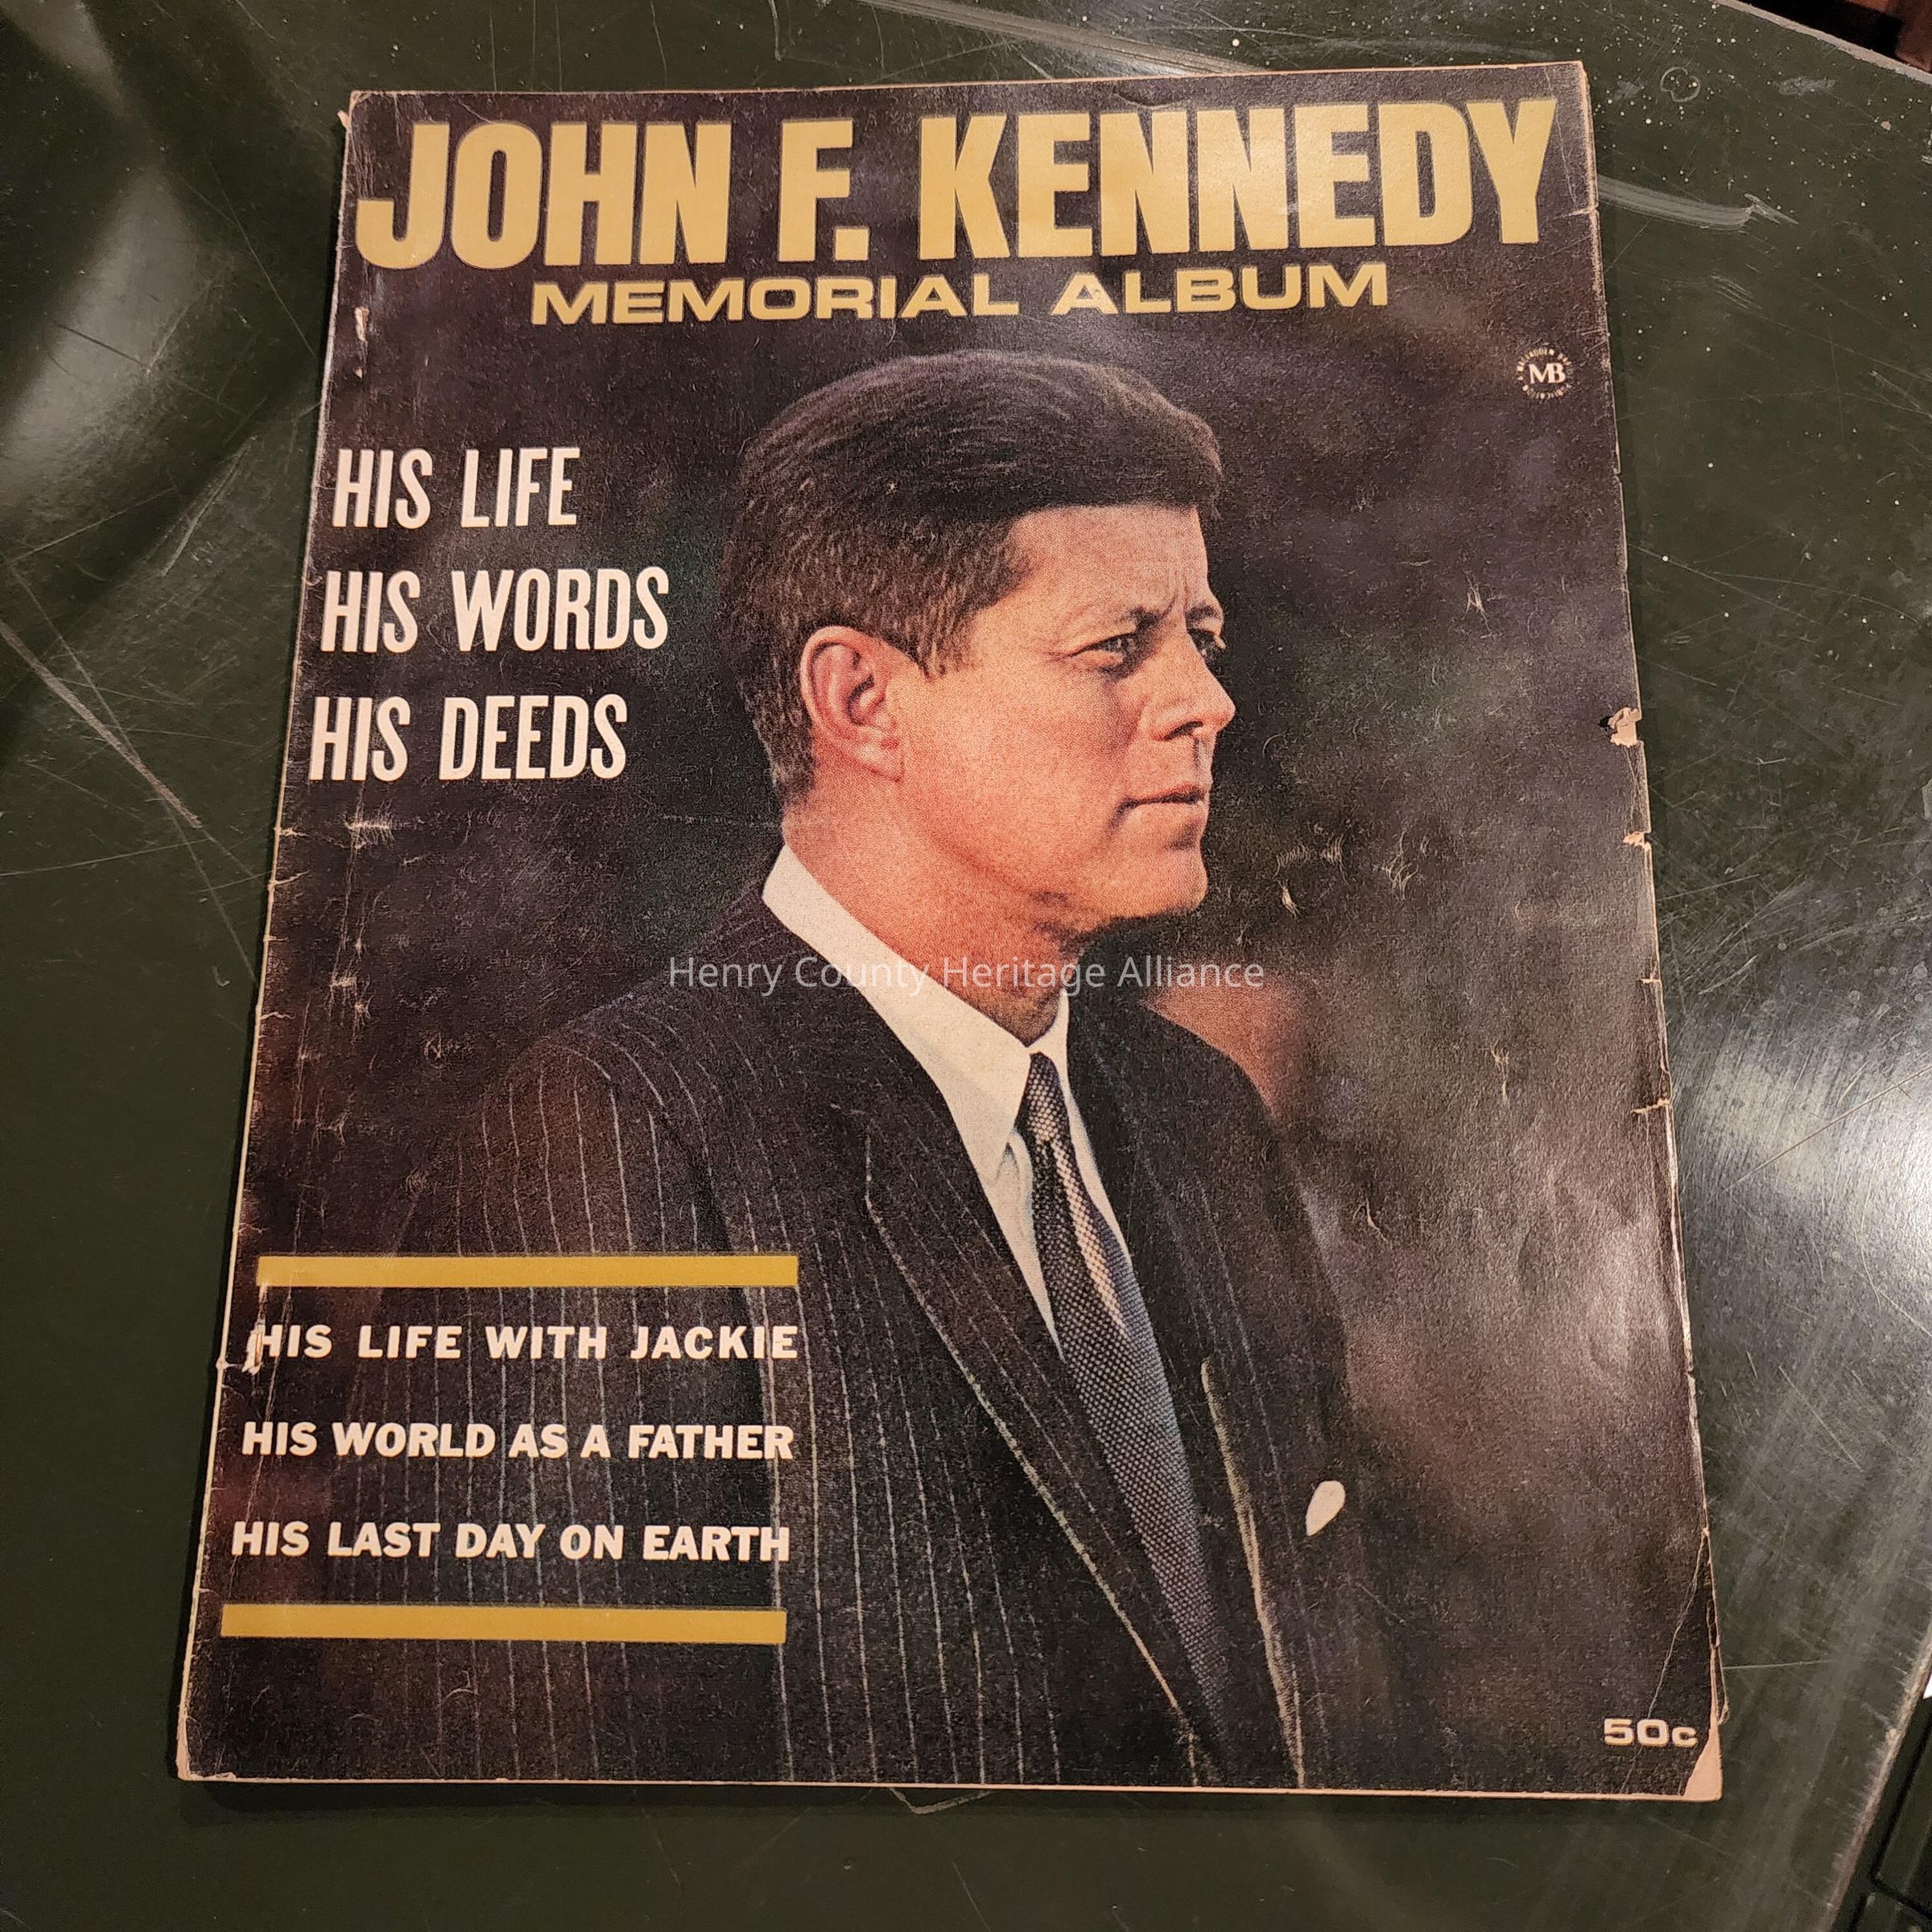 JOHN F. KENNEDY
MEMORIAL ALBUM
MB
HIS LIFE
HIS WORDS
HIS DEEDS
Henry County Heritage Alliance
HIS LIFE WITH JACKIE
HIS WORLD AS A FATHER
HIS LAST DAY ON EARTH
50c